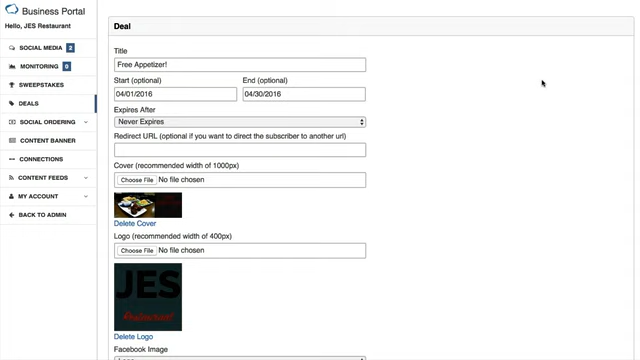 Business Portal
Hello, JES Restaurant
SOCIAL MEDIA 2
MONITORING 0
SWEEPSTAKES
DEALS
SOCIAL ORDERING
CONTENT BANNER
CONNECTIONS
CONTENT FEEDS
MY ACCOUNT
BACK TO ADMIN
Deal
Title
Free Appetizer!
Start (optional) End (optional)
04/01/2016 04/30/2016
Expires After
Never Expires
Redirect URL (optional if you want to direct the subscriber to another url)
Cover (recommended width of 1000px)
Choose File No file chosen
Delete Cover
Logo (recommended width of 400px)
Choose File No file chosen
JES
Restaurant
Delete Logo
Facebook Image